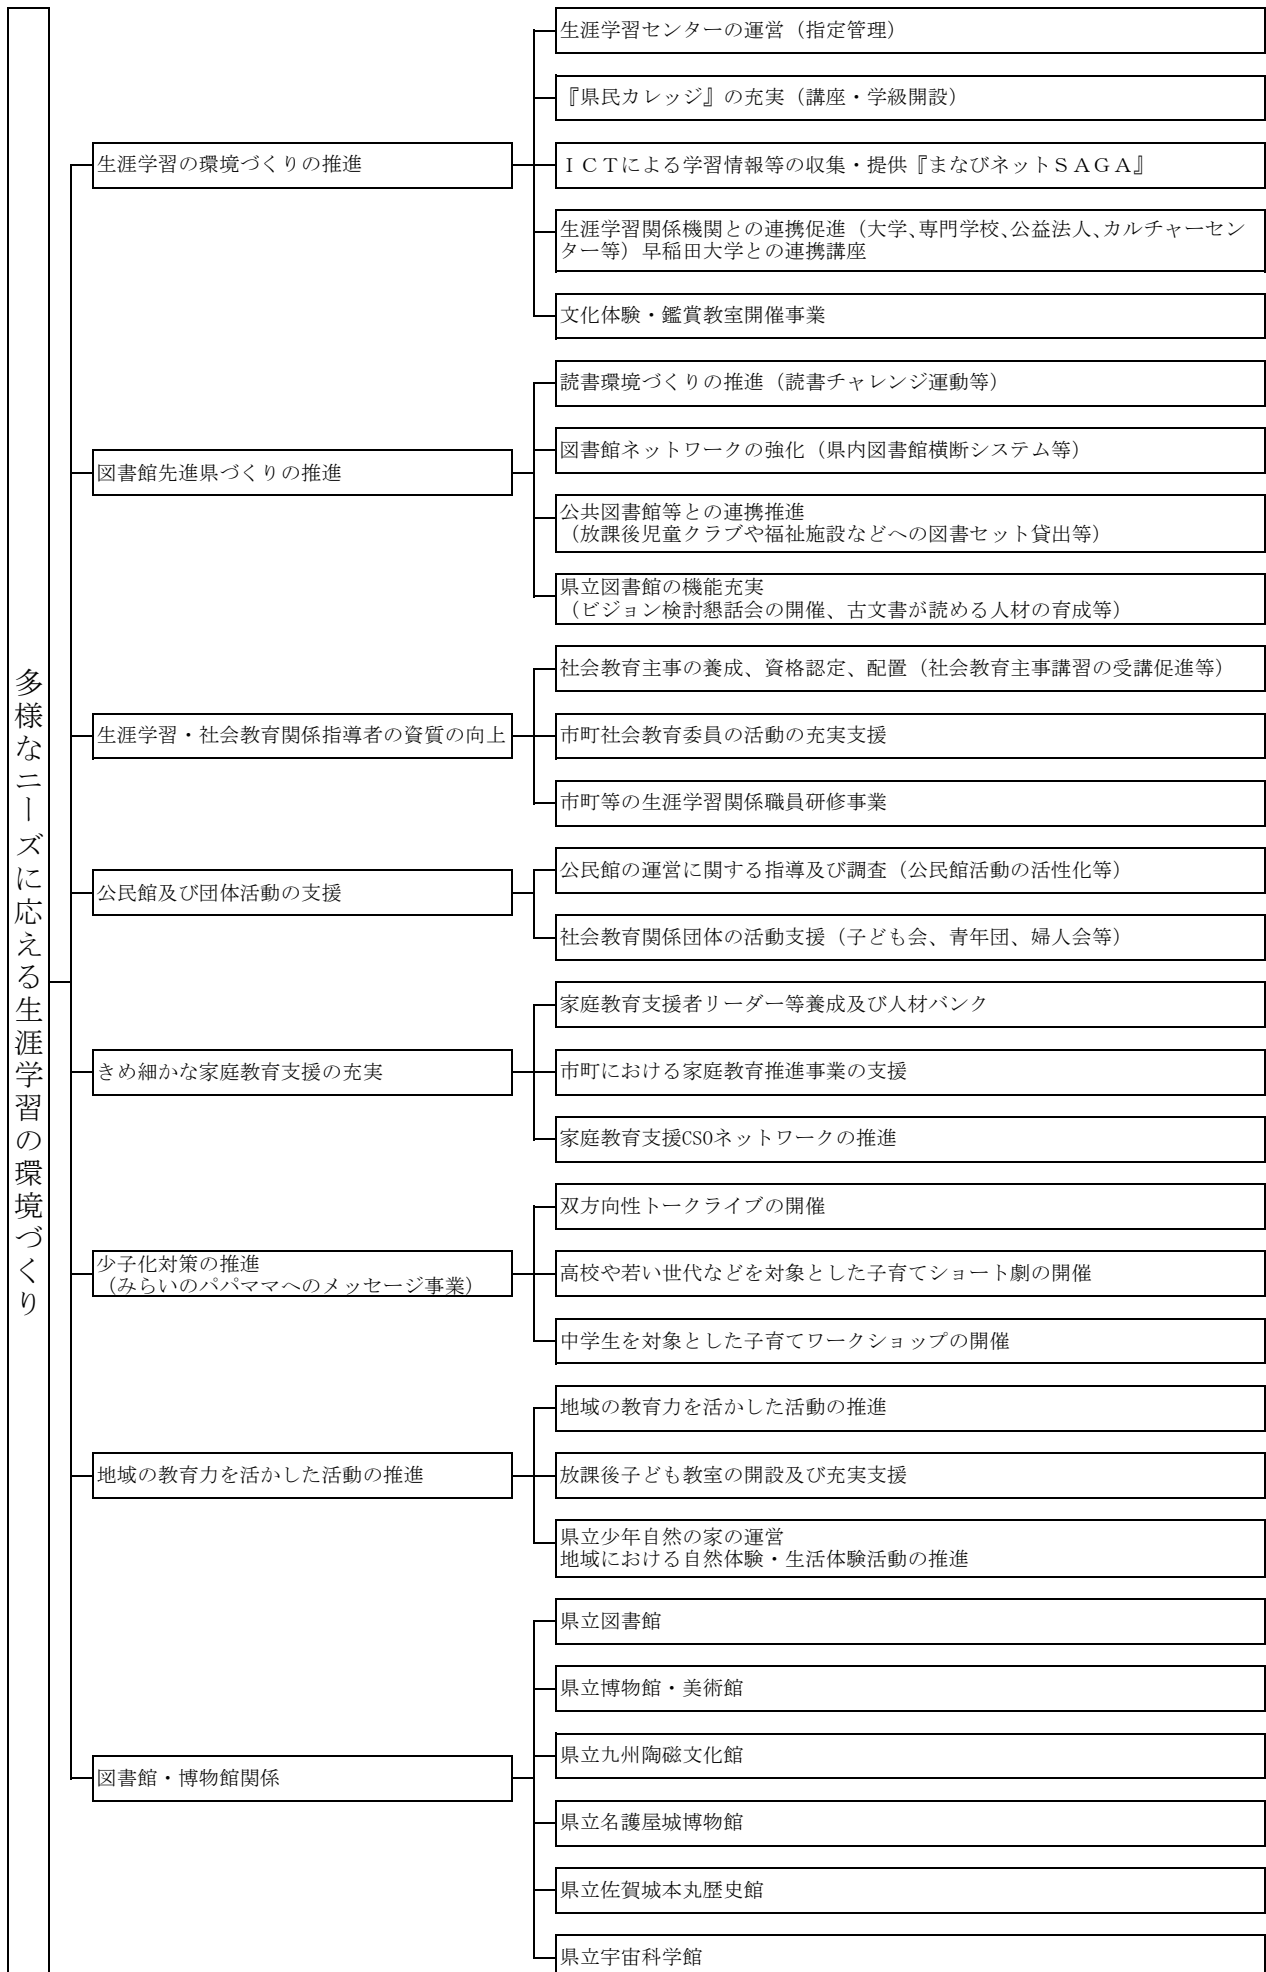 多様なニーズに応える生涯学習の環境づくり
生涯学習の環境づくりの推進
生涯学習センターの運営（指定管理）
『県民カレッジ』の充実（講座・学級開設）
ＩＣＴによる学習情報等の収集・提供『まなびネットＳＡＧＡ』
生涯学習関係機関との連携促進（大学､専門学校､公益法人､カルチャーセン
ター等）早稲田大学との連携講座
文化体験・鑑賞教室開催事業
図書館先進県づくりの推進
読書環境づくりの推進（読書チャレンジ運動等）
図書館ネットワークの強化（県内図書館横断システム等）
公共図書館等との連携推進
（放課後児童クラブや福祉施設などへの図書セット貸出等）
県立図書館の機能充実
（ビジョン検討懇話会の開催、古文書が読める人材の育成等）
生涯学習・社会教育関係指導者の資質の向上
社会教育主事の養成、資格認定、配置（社会教育主事講習の受講促進等）
市町社会教育委員の活動の充実支援
市町等の生涯学習関係職員研修事業
公民館及び団体活動の支援
公民館の運営に関する指導及び調査（公民館活動の活性化等）
社会教育関係団体の活動支援（子ども会、青年団、婦人会等）
きめ細かな家庭教育支援の充実
家庭教育支援者リーダー等養成及び人材バンク
市町における家庭教育推進事業の支援
家庭教育支援CSOネットワークの推進
少子化対策の推進
（みらいのパパママへのメッセージ事業）
双方向性トークライブの開催
高校や若い世代などを対象とした子育てショート劇の開催
中学生を対象とした子育てワークショップの開催
地域の教育力を活かした活動の推進
地域の教育力を活かした活動の推進
放課後子ども教室の開設及び充実支援
県立少年自然の家の運営
地域における自然体験・生活体験活動の推進
図書館・博物館関係
県立図書館
県立博物館・美術館
県立九州陶磁文化館
県立名護屋城博物館
県立佐賀城本丸歴史館
県立宇宙科学館